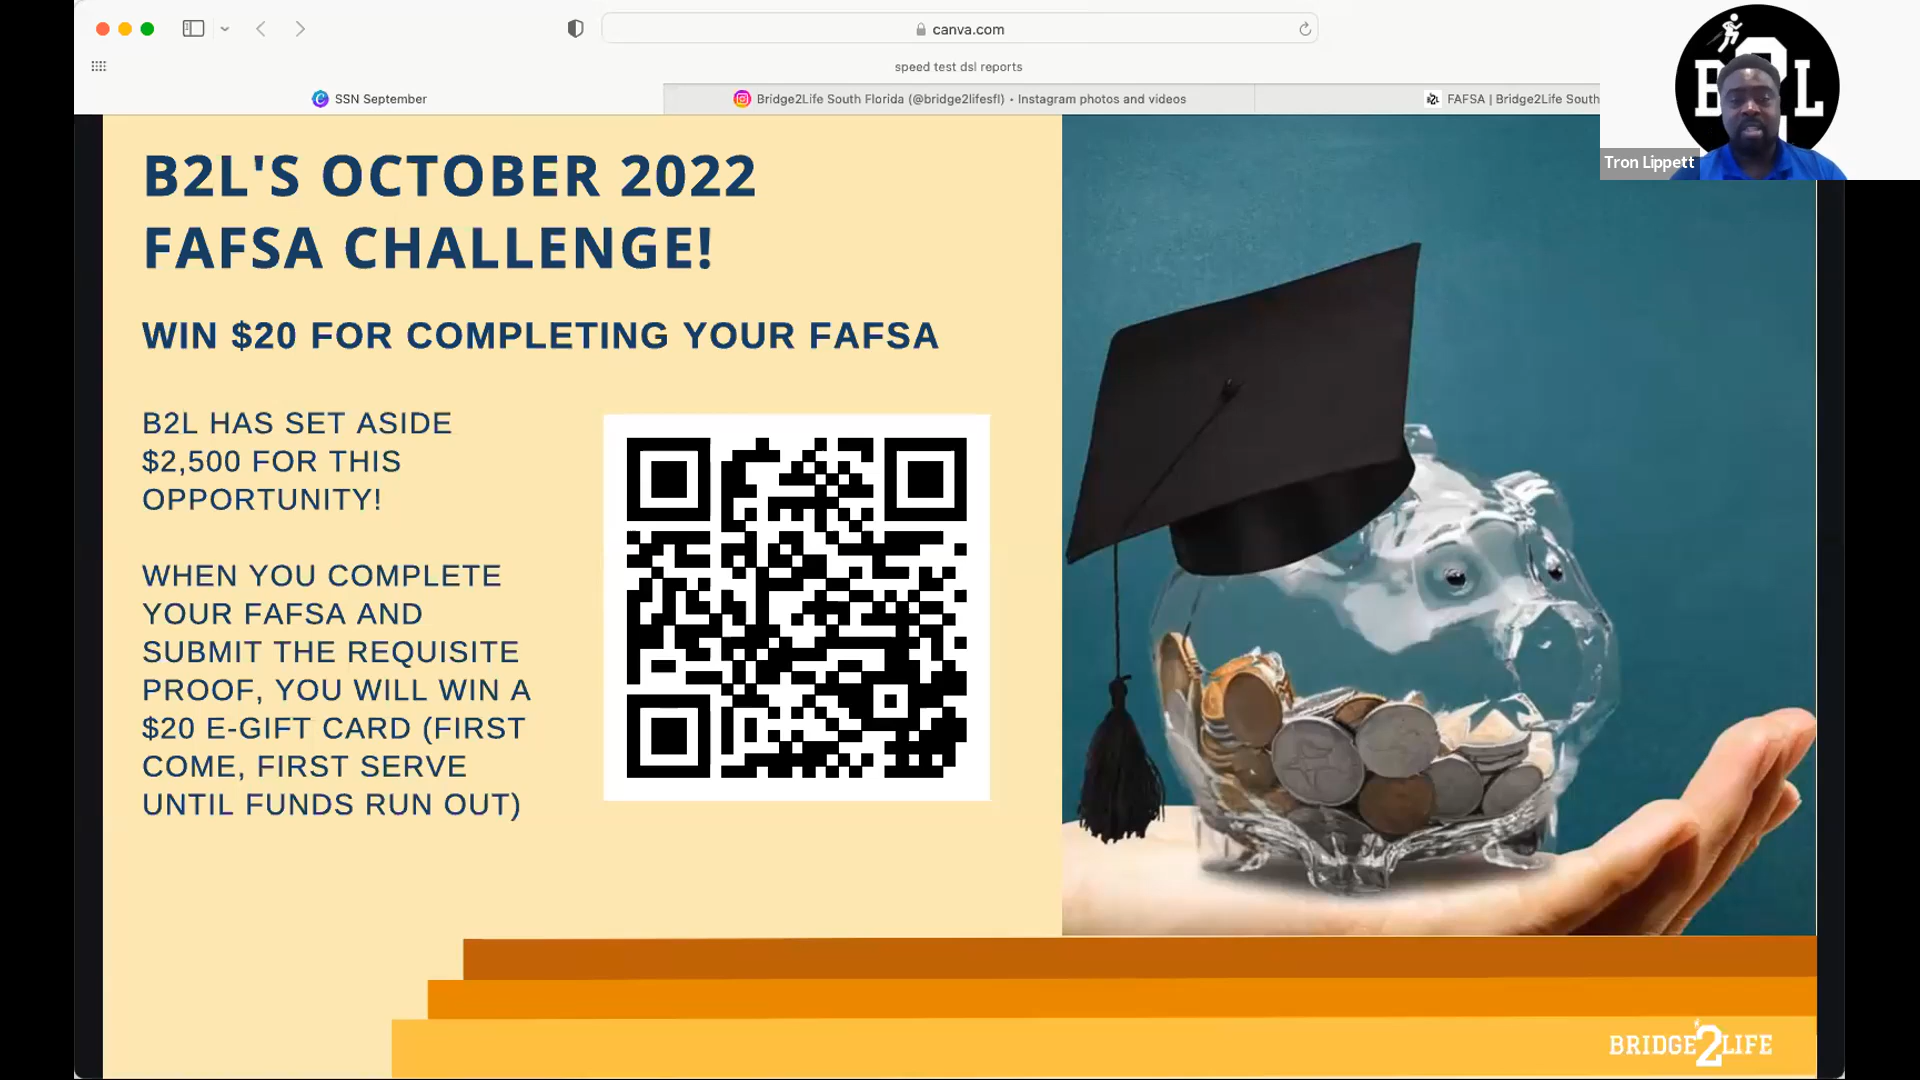 canva.com
speed test dsl reports
SSN September
Bridge2Life South Florida (@bridge2lifesfl) • Instagram photos and videos
B2L FAFSA | Bridge2Life South
B2L
Tron Lippett
B2L'S OCTOBER 2022
FAFSA CHALLENGE!
WIN $20 FOR COMPLETING YOUR FAFSA
B2L HAS SET ASIDE
$2,500 FOR THIS
OPPORTUNITY!
WHEN YOU COMPLETE
YOUR FAFSA AND
SUBMIT THE REQUISITE
PROOF, YOU WILL WIN A
$20 E-GIFT CARD (FIRST
COME, FIRST SERVE
UNTIL FUNDS RUN OUT)
BRIDGE2LIFE